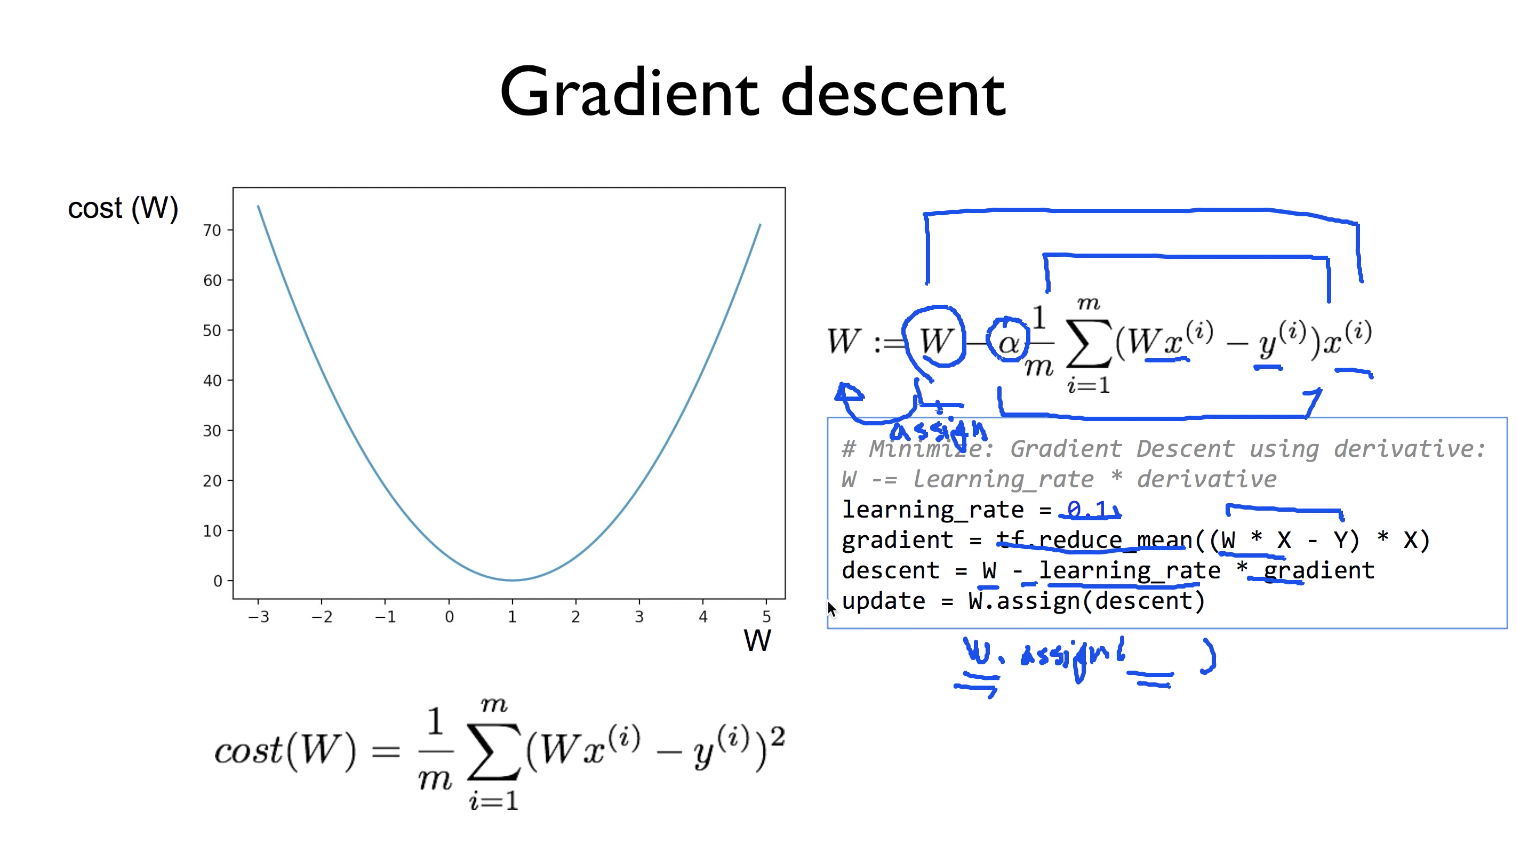 Gradient descent
cost (W)
70
60
50
40
30
20
10
0
−3 −2 −1 0 1 2 3 4 5
W
cost(W) = \frac{1}{m} \sum_{i=1}^{m} (Wx^{(i)} − y^{(i)})^2
W := W − α \frac{1}{m} \sum_{i=1}^{m} (Wx^{(i)} − y^{(i)})x^{(i)}
assign
# Minimize: Gradient Descent using derivative:
W -= learning_rate * derivative
learning_rate = 0.1
gradient = tf.reduce_mean((W * X - Y) * X)
descent = W - learning_rate * gradient
update = W.assign(descent)
W. assign( )